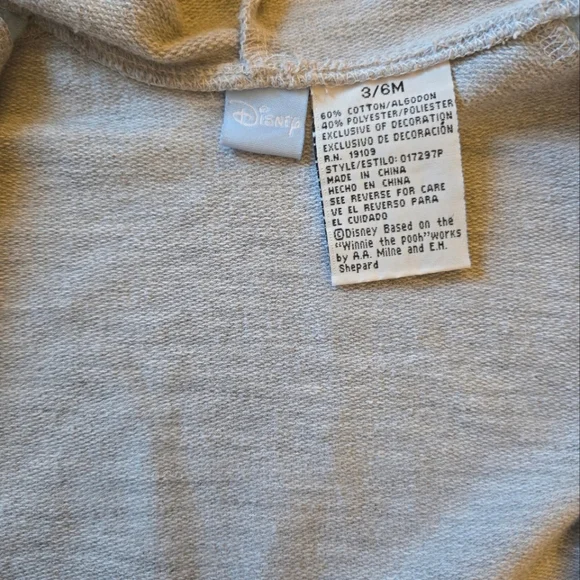 Disney
3/6M
60% COTTON/ALGODON
40% POLYESTER/POLIESTER
EXCLUSIVE OF DECORATION
EXCLUSIVO DE DECORACIÓN
R.N. 19109
STYLE/ESTILO: 017297P
MADE IN CHINA
HECHO EN CHINA
SEE REVERSE FOR CARE
VE EL REVERSO PARA
EL CUIDADO
©Disney Based on the
"Winnie the Pooh"works
by A.A. Milne and E.H.
Shepard